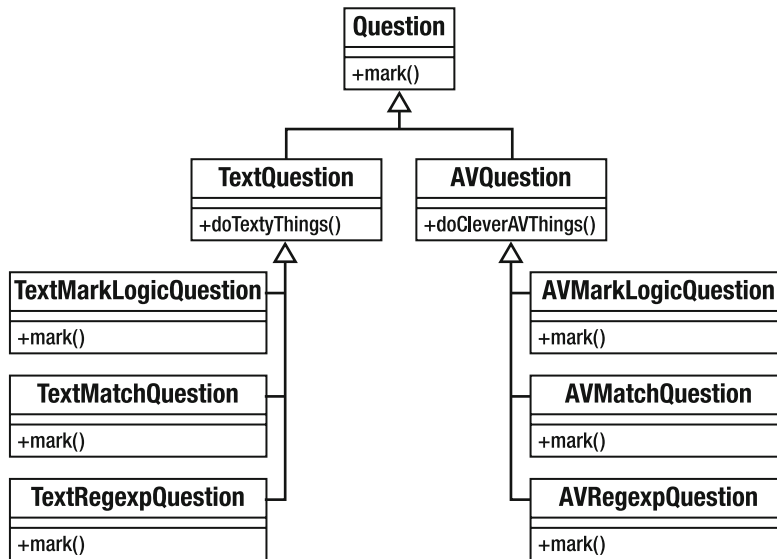 Question
+mark()
TextQuestion
+doTextyThings()
AVQuestion
+doCleverAVThings()
TextMarkLogicQuestion
+mark()
TextMatchQuestion
+mark()
TextRegexpQuestion
+mark()
AVMarkLogicQuestion
+mark()
AVMatchQuestion
+mark()
AVRegexpQuestion
+mark()